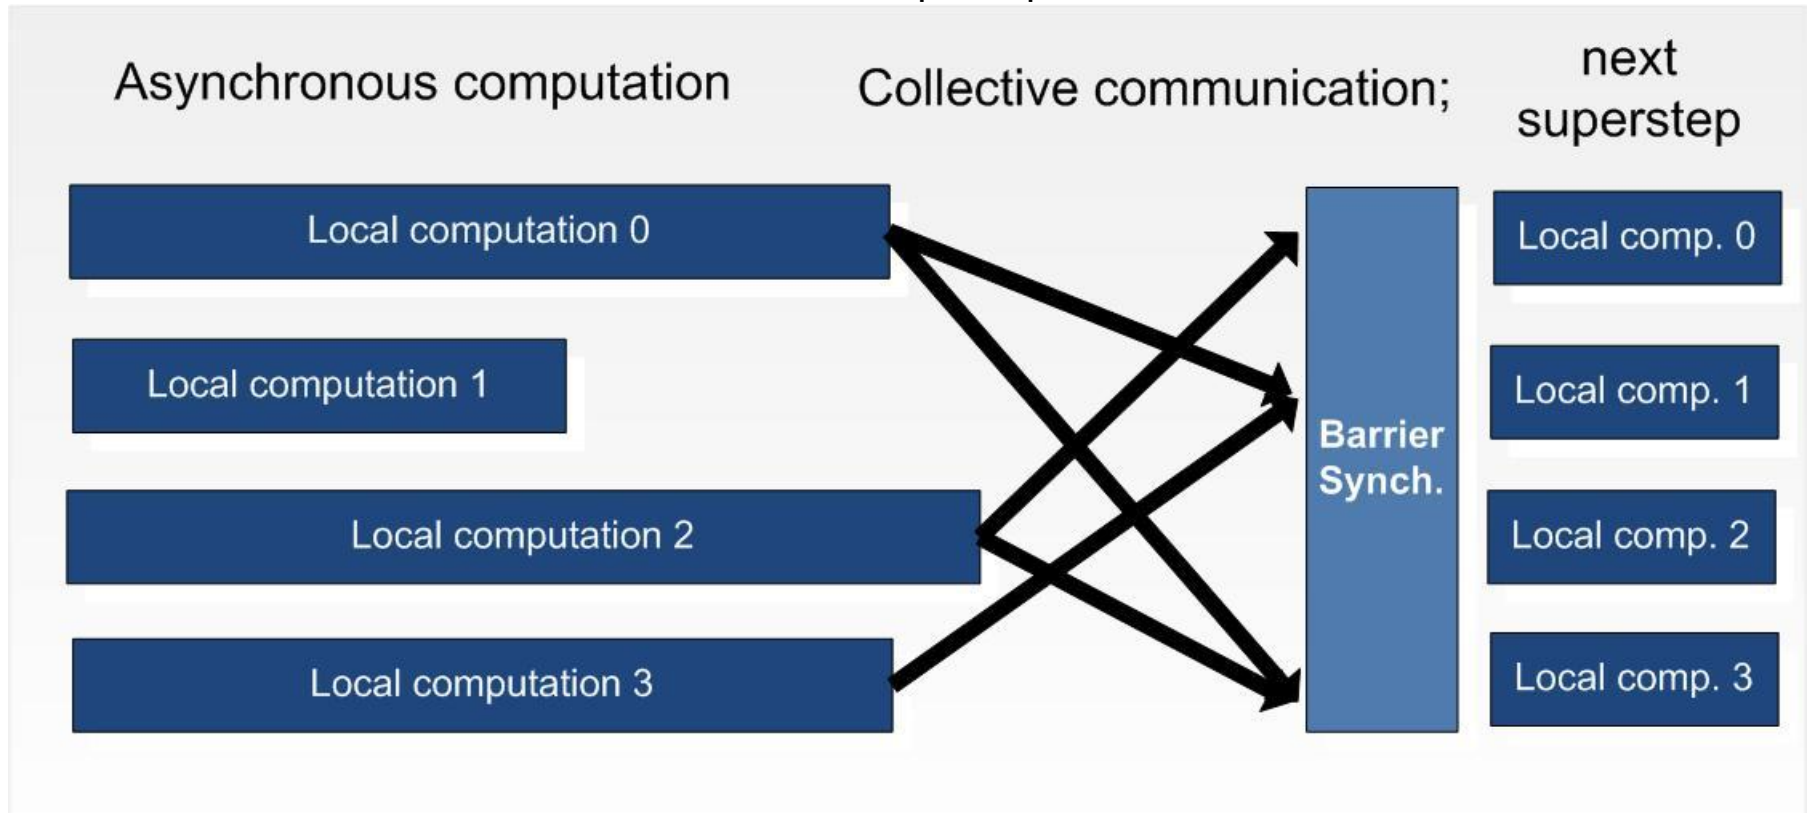 Asynchronous computation
Collective communication;
next
superstep
Local computation 0
Local comp. 0
Local computation 1
Local comp. 1
Barrier
Synch.
Local computation 2
Local comp. 2
Local computation 3
Local comp. 3